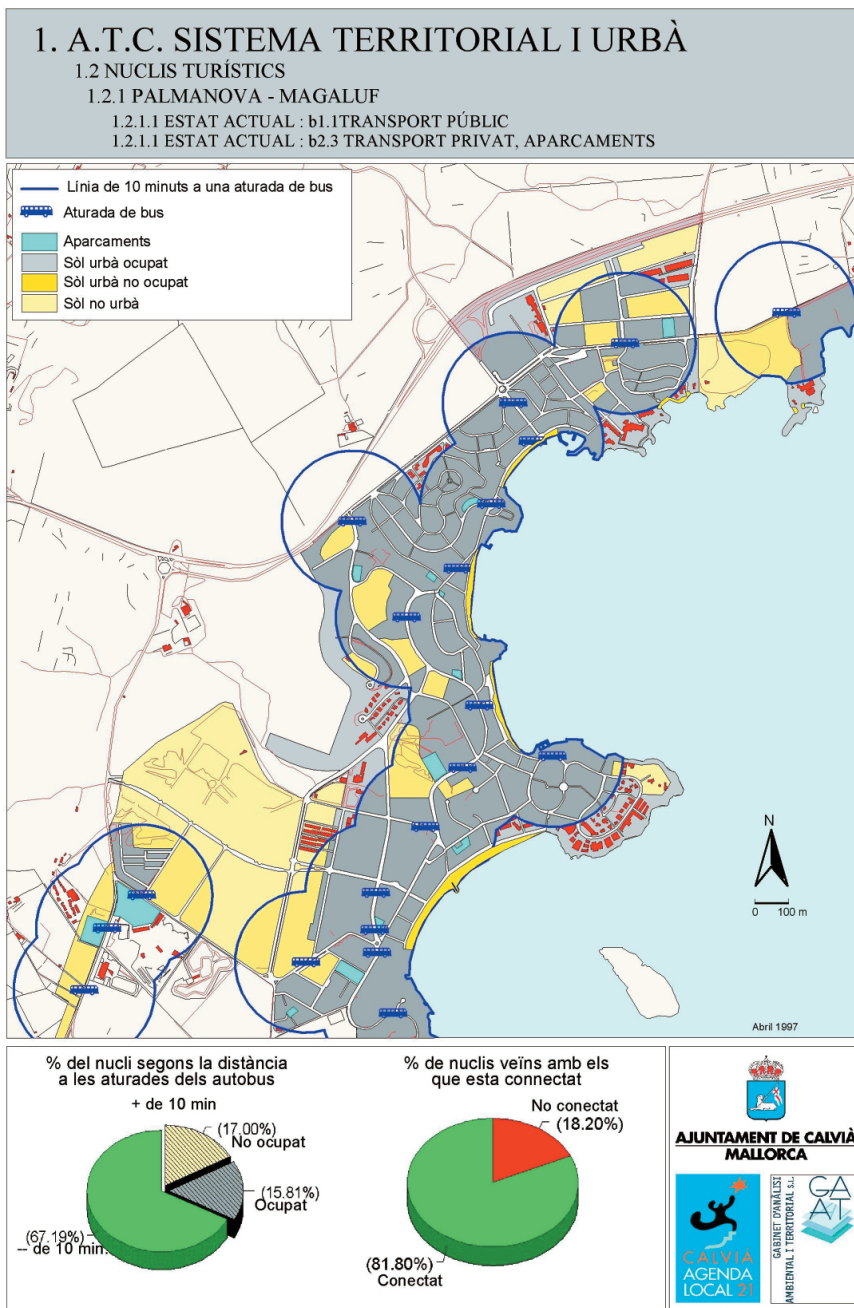 1. A.T.C. SISTEMA TERRITORIAL I URBÀ
1.2 NUCLIS TURÍSTICS
1.2.1 PALMANOVA - MAGALUF
1.2.1.1 ESTAT ACTUAL : b1.1TRANSPORT PÚBLIC
1.2.1.1 ESTAT ACTUAL : b2.3 TRANSPORT PRIVAT, APARCAMENTS
Línia de 10 minuts a una aturada de bus
Aturada de bus
Aparcaments
Sòl urbà ocupat
Sòl urbà no ocupat
Sòl no urbà
N
0 100 m
Abril 1997
% del nucli segons la distància
a les aturades dels autobus
+ de 10 min
(17.00%)
No ocupat
(15.81%)
Ocupat
(67.19%)
-- de 10 min.
% de nuclis veïns amb els
que esta connectat
No conectat
(18.20%)
(81.80%)
Conectat
AJUNTAMENT DE CALVIÀ
MALLORCA
CALVIA
AGENDA
LOCAL 21
GABINET D'ANÀLISI
AMBIENTAL I TERRITORIAL S.L.
GA
AT